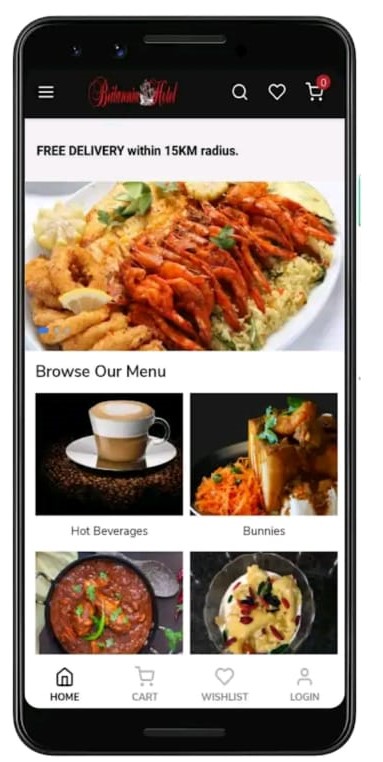 Britannia Hotel
0
FREE DELIVERY within 15KM radius.
Browse Our Menu
Hot Beverages
Bunnies
HOME
CART
WISHLIST
LOGIN